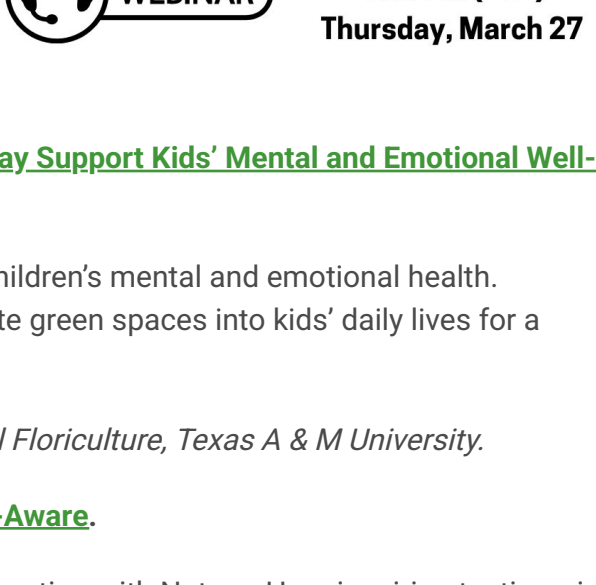 WEBINAR
Thursday, March 27
ay Support Kids’ Mental and Emotional Well-
hildren’s mental and emotional health.
te green spaces into kids’ daily lives for a
l Floriculture, Texas A & M University.
-Aware.